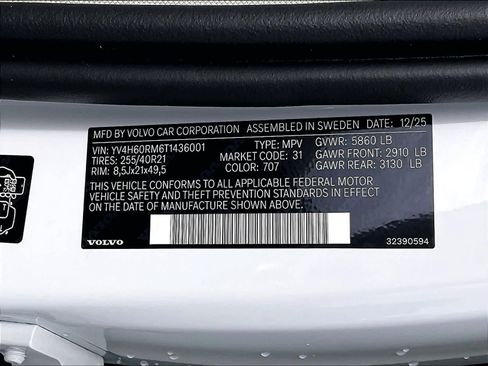 MFD BY VOLVO CAR CORPORATION ASSEMBLED IN SWEDEN DATE: 12/25
VIN: YV4H60RM6T1436001 TYPE: MPV GVWR: 5860 LB
TIRES: 255/40R21 MARKET CODE: 31 GAWR FRONT: 2910 LB
RIM: 8,5Jx21x49,5 COLOR: 707 GAWR REAR: 3130 LB
THIS VEHICLE CONFORMS TO ALL APPLICABLE FEDERAL MOTOR
VEHICLE SAFETY AND THEFT PREVENTION STANDARDS IN EFFECT
ON THE DATE OF MANUFACTURE SHOWN ABOVE.
VOLVO 32390594